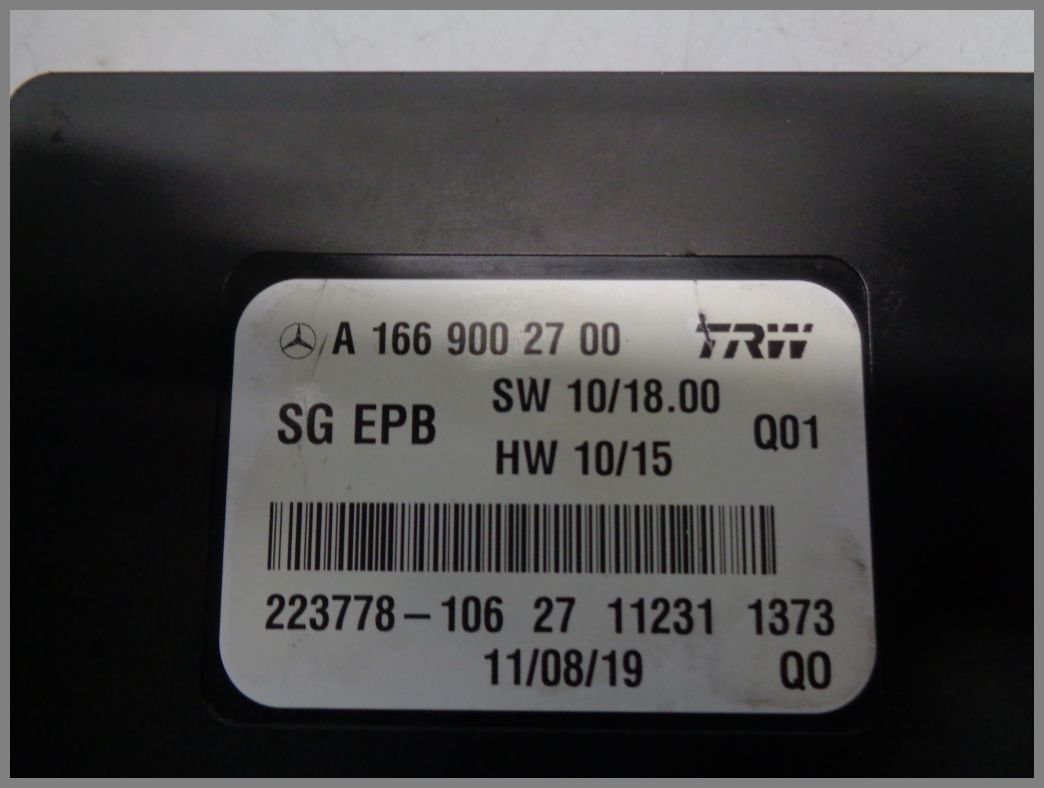 A 166 900 27 00 TRW
SG EPB SW 10/18.00 Q01
HW 10/15
223778-106 27 11231 1373
11/08/19 QO